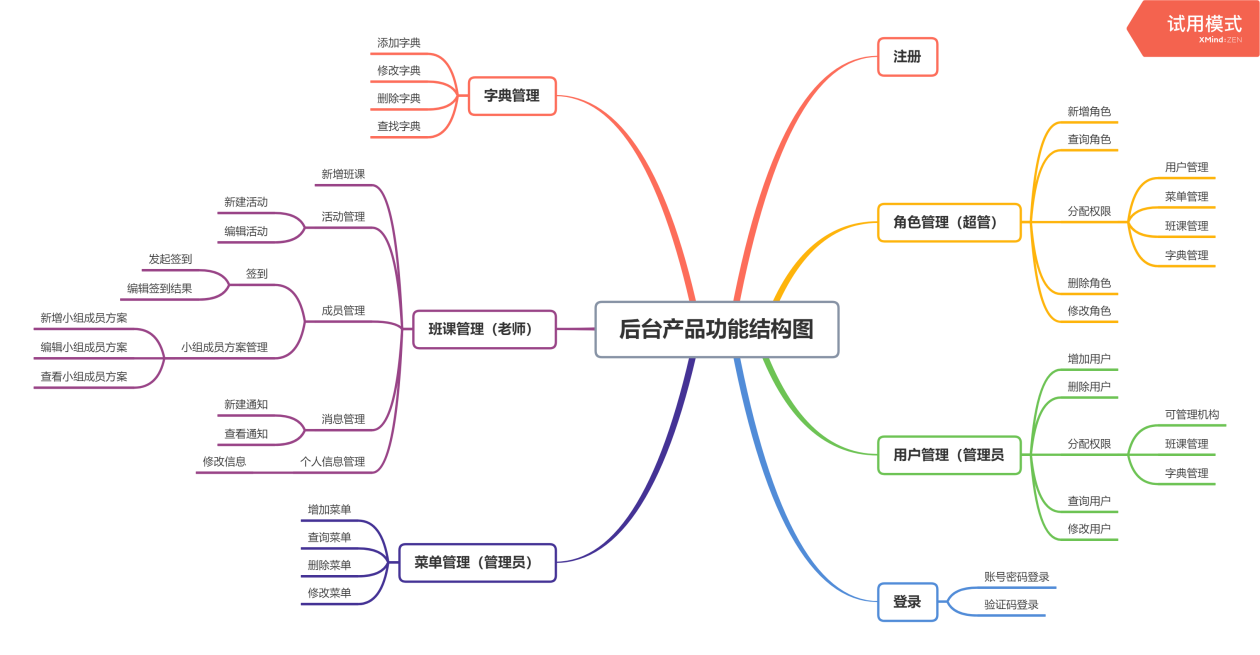 试用模式
XMind·ZEN
后台产品功能结构图
注册
角色管理（超管）
新增角色
查询角色
分配权限
用户管理
菜单管理
班课管理
字典管理
删除角色
修改角色
用户管理（管理员
增加用户
删除用户
分配权限
可管理机构
班课管理
字典管理
查询用户
修改用户
登录
账号密码登录
验证码登录
字典管理
添加字典
修改字典
删除字典
查找字典
班课管理（老师）
新增班课
活动管理
新建活动
编辑活动
成员管理
签到
发起签到
编辑签到结果
小组成员方案管理
新增小组成员方案
编辑小组成员方案
查看小组成员方案
消息管理
新建通知
查看通知
个人信息管理
修改信息
菜单管理（管理员）
增加菜单
查询菜单
删除菜单
修改菜单